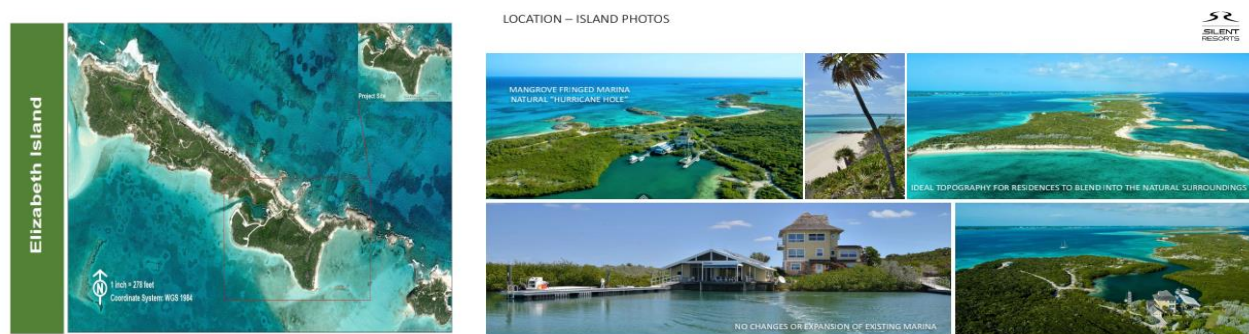 Elizabeth Island
Project Site
N
1 inch = 278 feet
Coordinate System: WGS 1984
LOCATION – ISLAND PHOTOS
SILENT
RESORTS
MANGROVE FRINGED MARINA
NATURAL "HURRICANE HOLE"
IDEAL TOPOGRAPHY FOR RESIDENCES TO BLEND INTO THE NATURAL SURROUNDINGS
NO CHANGES OR EXPANSION OF EXISTING MARINA